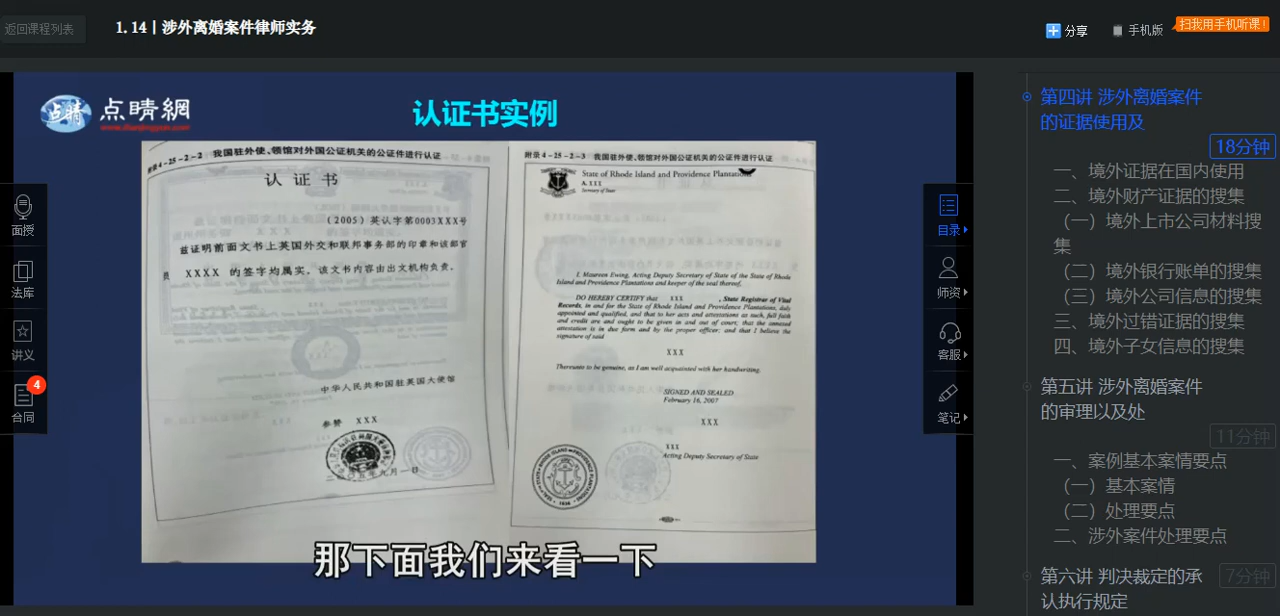 返回课程列表
1. 14丨涉外离婚案件律师实务
分享
手机版
扫我用手机听课!
点睛
点睛網
认证书实例
附录4-25-2-2 我国驻外使、领馆对外国公证机关的公证件进行认证
认 证 书
(2005) 英认字第0003XXX号
兹证明前面文书上英国外交和联邦事务部的印章和该部官
员 XXXX 的签字均属实, 该文书内容由出文机构负责。
中华人民共和国驻英国大使馆
参赞 XXX
附录4-25-2-3 我国驻外使、领馆对外国公证机关的公证件进行认证
State of Rhode Island and Providence Plantations
A. XXX
Secretary of State
I, Maureen Ewing, Acting Deputy Secretary of State of the State of Rhode
Island and Providence Plantations and keeper of the seal thereof,
DO HEREBY CERTIFY that XXX , State Registrar of Vital
Records, in and for the State of Rhode Island and Providence Plantations, duly
appointed and qualified, and that to her acts and attestations as such, full faith
and credit are and ought to be given in and out of court; that the annexed
attestation is in due form and by the proper officer; and that I believe the
signature of said
XXX
Thereunto to be genuine, as I am well acquainted with her handwriting.
SIGNED AND SEALED
February 16, 2007
XXX
XXX
Acting Deputy Secretary of State
那下面我们来看一下
面授
法库
讲义
4
合同
目录
师资
客服
笔记
第四讲 涉外离婚案件
的证据使用及
18分钟
一、境外证据在国内使用
二、境外财产证据的搜集
（一）境外上市公司材料搜
集
（二）境外银行账单的搜集
（三）境外公司信息的搜集
三、境外过错证据的搜集
四、境外子女信息的搜集
第五讲 涉外离婚案件
的审理以及处
11分钟
一、案例基本案情要点
（一）基本案情
（二）处理要点
二、涉外案件处理要点
第六讲 判决裁定的承
7分钟
认执行规定